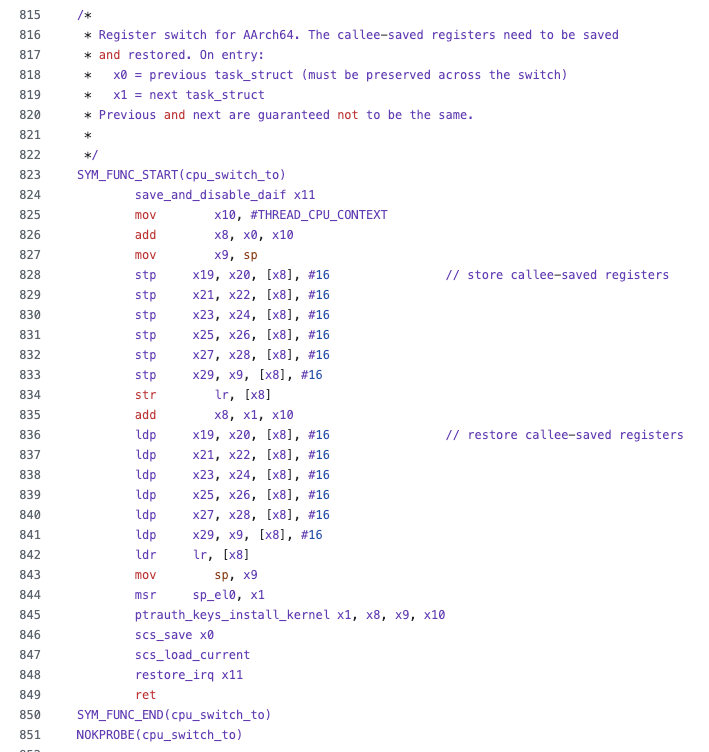 815 /*
816 * Register switch for AArch64. The callee-saved registers need to be saved
817 * and restored. On entry:
818 *   x0 = previous task_struct (must be preserved across the switch)
819 *   x1 = next task_struct
820 * Previous and next are guaranteed not to be the same.
821 *
822 */
823 SYM_FUNC_START(cpu_switch_to)
824 save_and_disable_daif x11
825 mov x10, #THREAD_CPU_CONTEXT
826 add x8, x0, x10
827 mov x9, sp
828 stp x19, x20, [x8], #16 // store callee-saved registers
829 stp x21, x22, [x8], #16
830 stp x23, x24, [x8], #16
831 stp x25, x26, [x8], #16
832 stp x27, x28, [x8], #16
833 stp x29, x9, [x8], #16
834 str lr, [x8]
835 add x8, x1, x10
836 ldp x19, x20, [x8], #16 // restore callee-saved registers
837 ldp x21, x22, [x8], #16
838 ldp x23, x24, [x8], #16
839 ldp x25, x26, [x8], #16
840 ldp x27, x28, [x8], #16
841 ldp x29, x9, [x8], #16
842 ldr lr, [x8]
843 mov sp, x9
844 msr sp_el0, x1
845 ptrauth_keys_install_kernel x1, x8, x9, x10
846 scs_save x0
847 scs_load_current
848 restore_irq x11
849 ret
850 SYM_FUNC_END(cpu_switch_to)
851 NOKPROBE(cpu_switch_to)